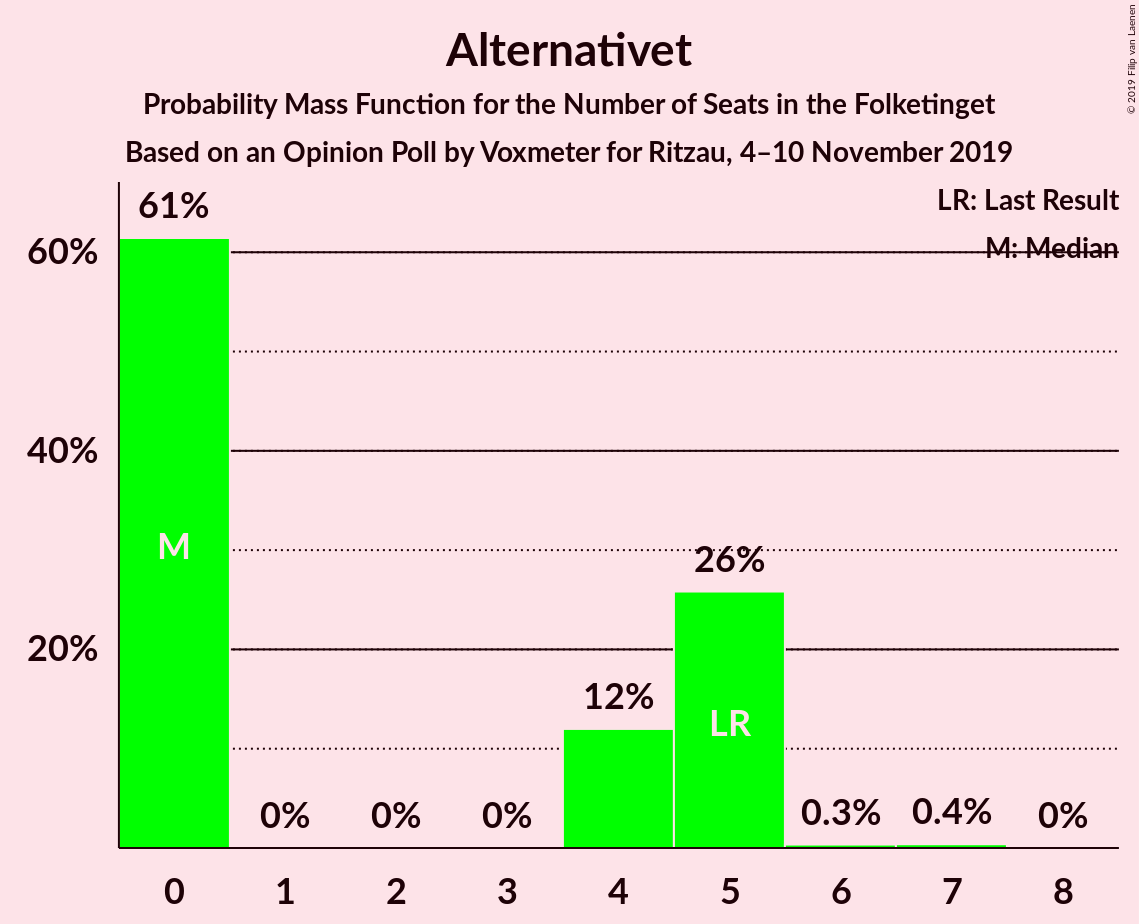 Alternativet
Probability Mass Function for the Number of Seats in the Folketinget
Based on an Opinion Poll by Voxmeter for Ritzau, 4–10 November 2019
© 2019 Filip van Laenen
LR: Last Result
M: Median
61%
60%
40%
20%
M
0%
0%
0%
12%
26%
LR
0.3%
0.4%
0%
0 1 2 3 4 5 6 7 8